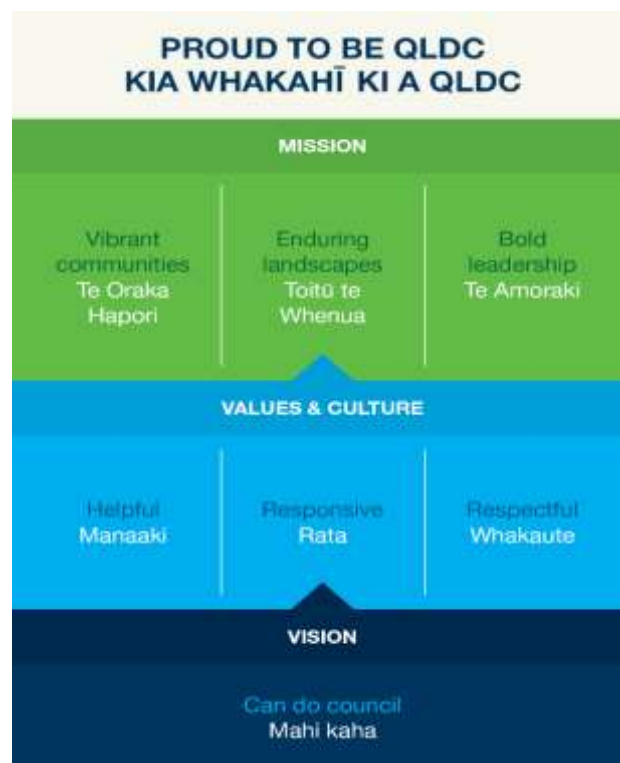 PROUD TO BE QLDC
KIA WHAKAHĪ KI A QLDC
MISSION
Vibrant
communities
Te Oraka
Hapori
Enduring
landscapes
Toitū te
Whenua
Bold
leadership
Te Amoraki
VALUES & CULTURE
Helpful
Manaaki
Responsive
Rata
Respectful
Whakaute
VISION
Can do council
Mahi kaha